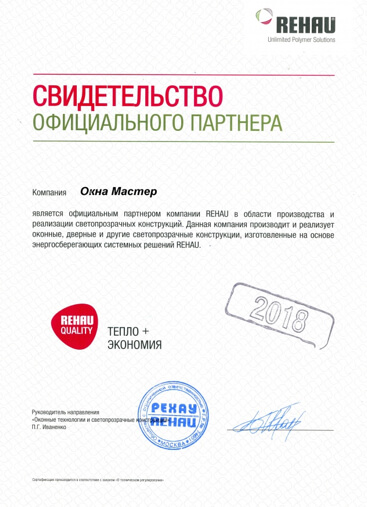 REHAU
Unlimited Polymer Solutions
СВИДЕТЕЛЬСТВО
ОФИЦИАЛЬНОГО ПАРТНЕРА
Компания Окна Мастер
является официальным партнером компании REHAU в области производства и
реализации светопрозрачных конструкций. Данная компания производит и реализует
оконные, дверные и другие светопрозрачные конструкции, изготовленные на основе
энергосберегающих системных решений REHAU.
2018
REHAU
QUALITY
ТЕПЛО +
ЭКОНОМИЯ
РЕХАУ
REHAU
МОСКВА
Руководитель направления
«Оконные технологии и светопрозрачные
П.Г. Иваненко